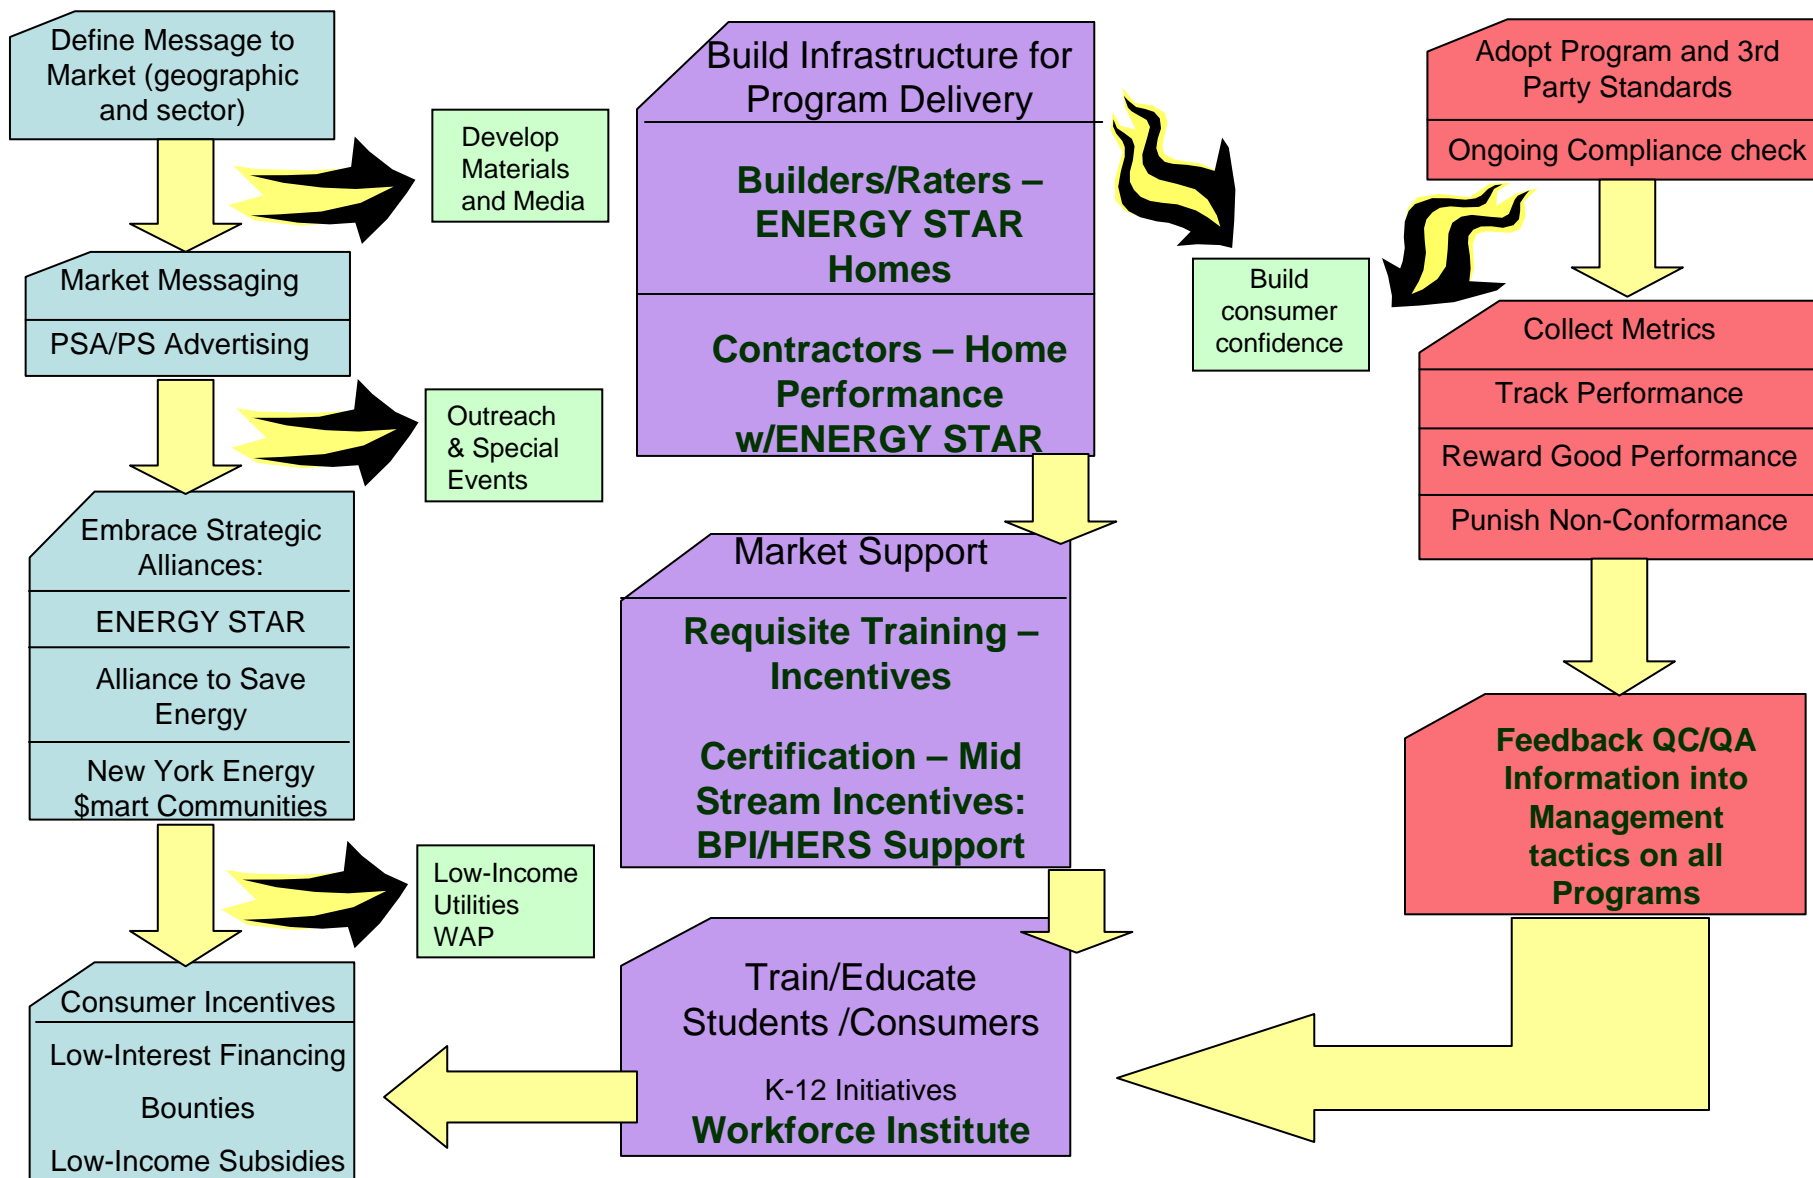 Define Message to
Market (geographic
and sector)
Develop
Materials
and Media
Market Messaging
PSA/PS Advertising
Outreach
& Special
Events
Embrace Strategic
Alliances:
ENERGY STAR
Alliance to Save
Energy
New York Energy
$mart Communities
Low-Income
Utilities
WAP
Consumer Incentives
Low-Interest Financing
Bounties
Low-Income Subsidies
Build Infrastructure for
Program Delivery
Builders/Raters –
ENERGY STAR
Homes
Contractors – Home
Performance
w/ENERGY STAR
Market Support
Requisite Training –
Incentives
Certification – Mid
Stream Incentives:
BPI/HERS Support
Train/Educate
Students /Consumers
K-12 Initiatives
Workforce Institute
Build
consumer
confidence
Adopt Program and 3rd
Party Standards
Ongoing Compliance check
Collect Metrics
Track Performance
Reward Good Performance
Punish Non-Conformance
Feedback QC/QA
Information into
Management
tactics on all
Programs